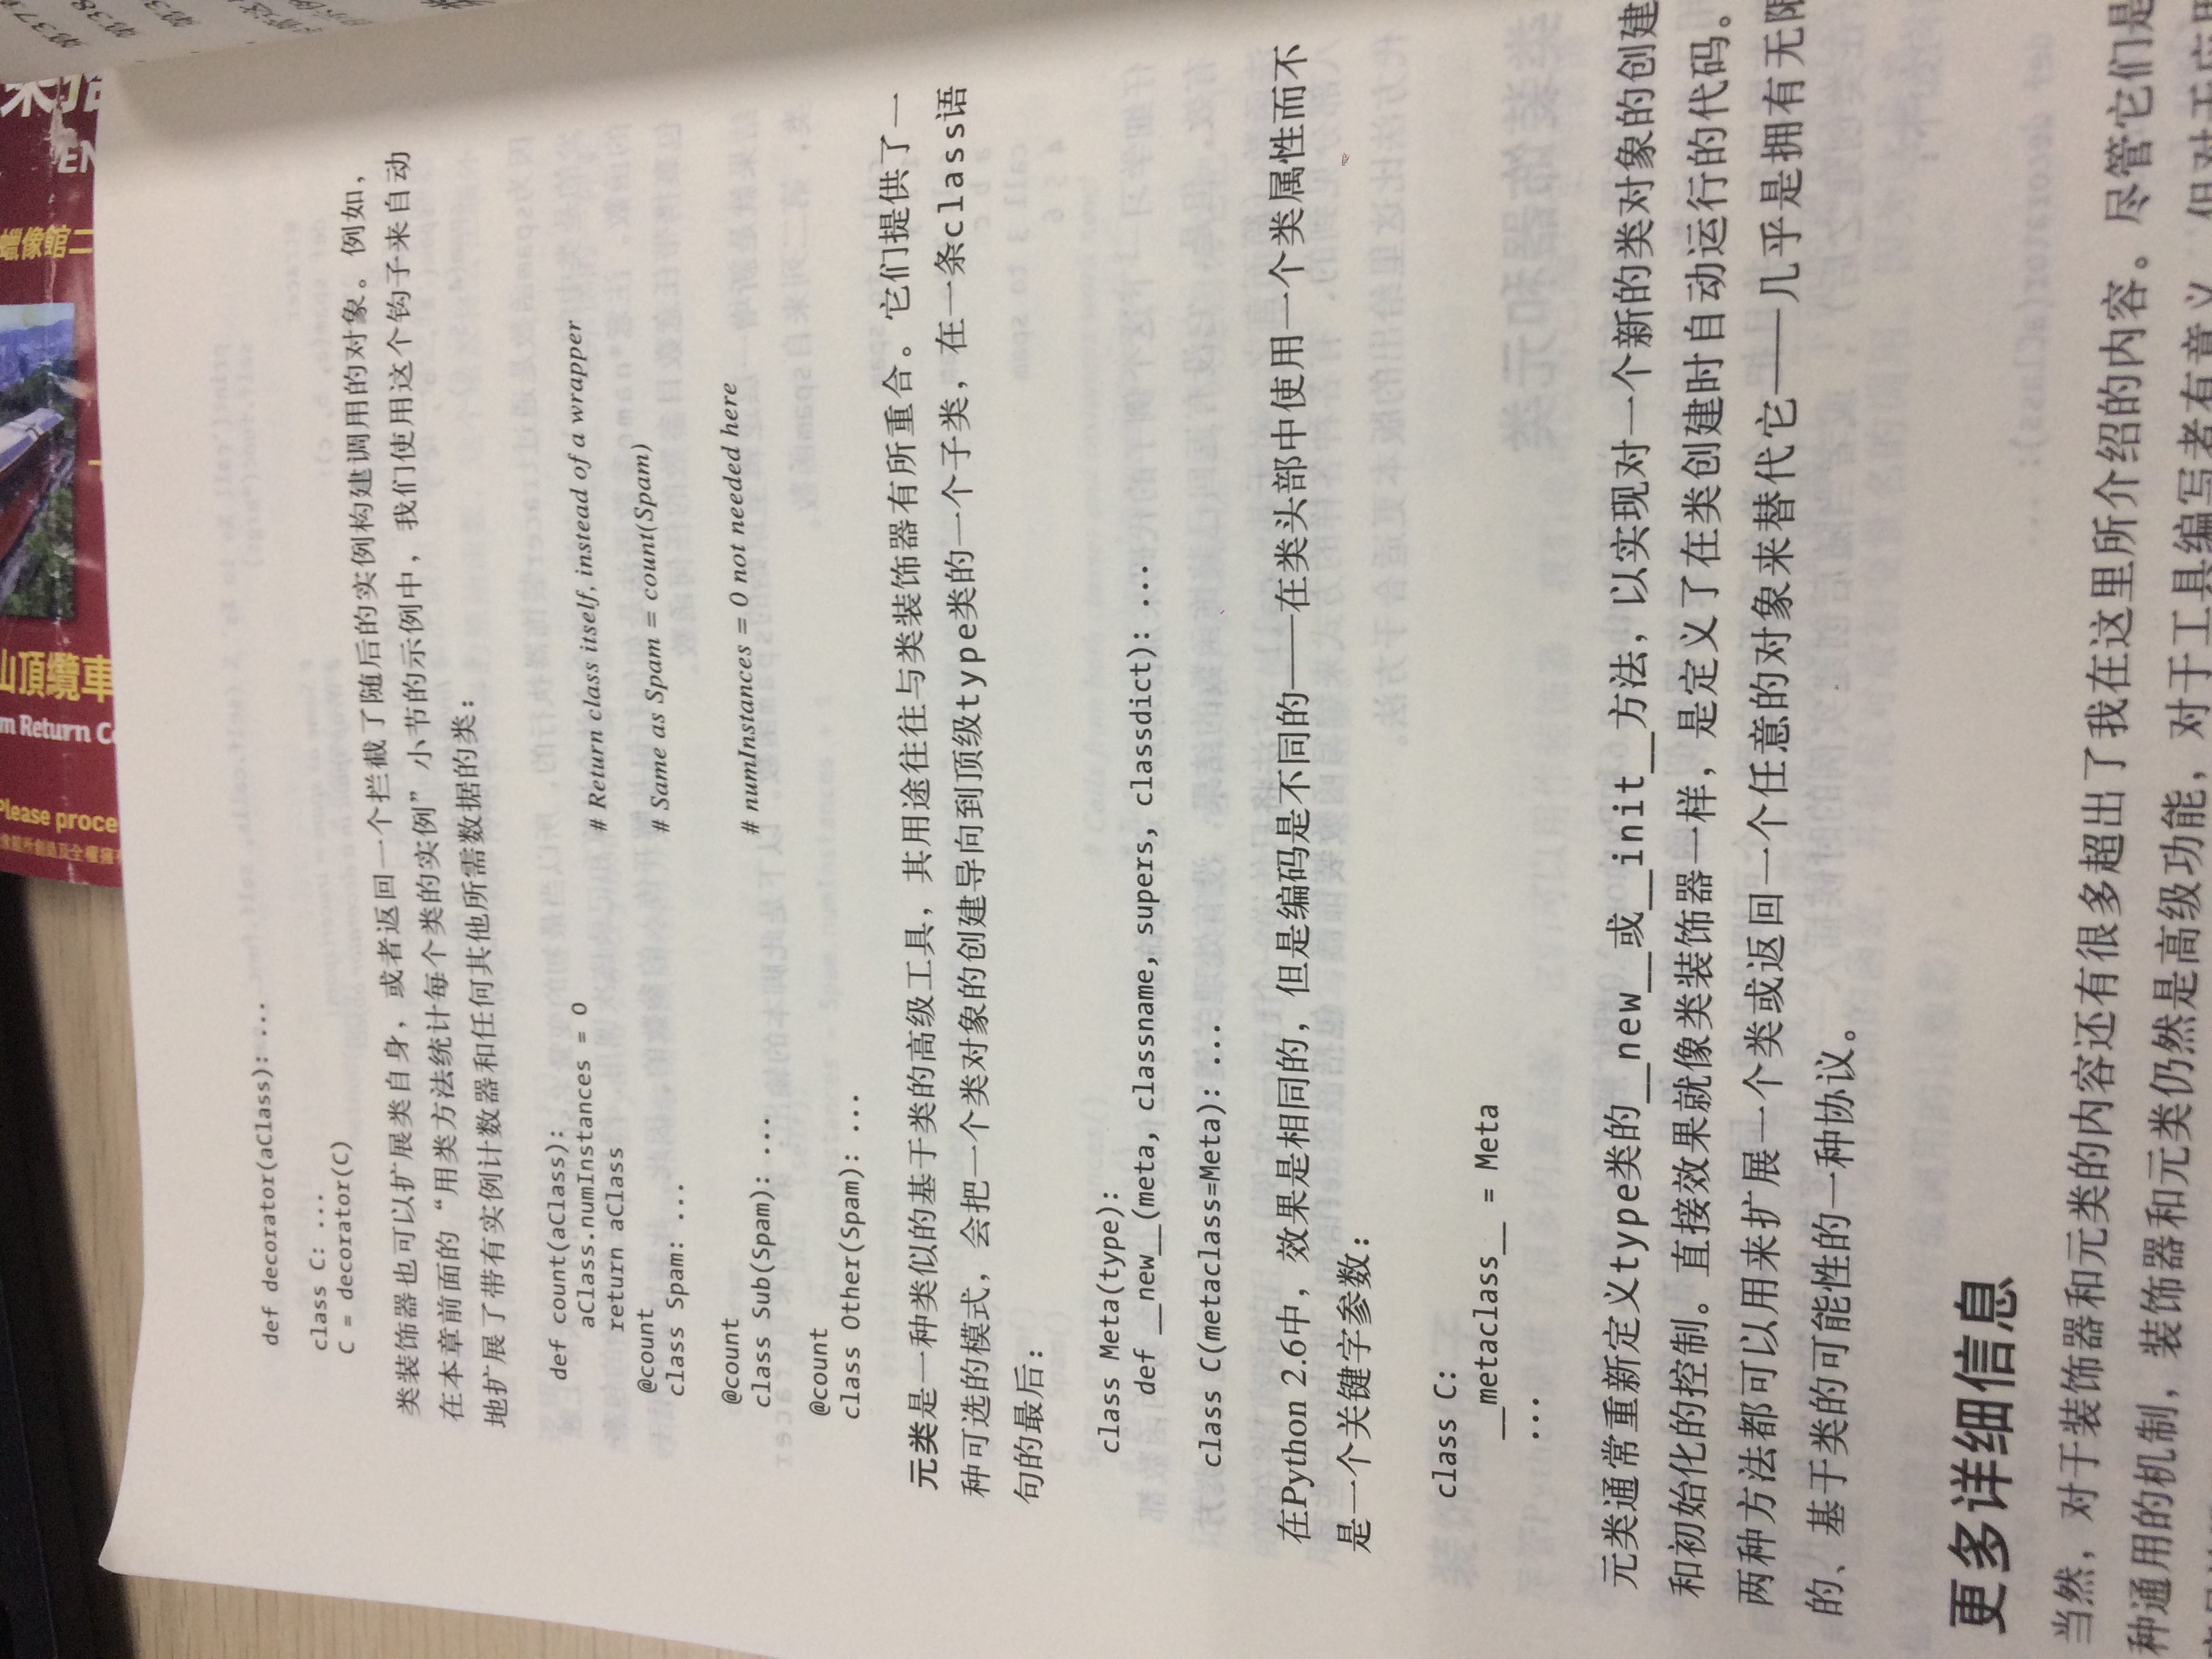 山頂纜車
Please proce
m Return C
def decorator(aClass): ...
class C: ...
C = decorator(C)
类装饰器也可以扩展类自身，或者返回一个拦截了随后的实例构建调用的对象。例如，
在本章前面的“用类方法统计每个类的实例”小节的示例中，我们使用这个钩子来自动
地扩展了带有实例计数器和任何其他所需数据的类：
def count(aClass):
aClass.numInstances = 0
return aClass # Return class itself, instead of a wrapper
@count
class Spam: ... # Same as Spam = count(Spam)
@count
class Sub(Spam): ... # numInstances = 0 not needed here
@count
class Other(Spam): ...
元类是一种类似的基于类的高级工具，其用途往往与类装饰器有所重合。它们提供了一
种可选的模式，会把一个类对象的创建导向到顶级type类的一个子类，在一条class语
句的最后：
class Meta(type):
def __new__(meta, classname, supers, classdict): ...
class C(metaclass=Meta): ...
在Python 2.6中，效果是相同的，但是编码是不同的——在类头部中使用一个类属性而不
是一个关键字参数：
class C:
__metaclass__ = Meta
...
元类通常重新定义type类的__new__或__init__方法，以实现对一个新的类对象的创建
和初始化的控制。直接效果就像类装饰器一样，是定义了在类创建时自动运行的代码。
两种方法都可以用来扩展一个类或返回一个任意的对象来替代它——几乎是拥有无限
的、基于类的可能性的一种协议。
更多详细信息
当然，对于装饰器和元类的内容还有很多超出了我在这里所介绍的内容。尽管它们是
种通用的机制，装饰器和元类仍然是高级功能，对于工具编写者有意义，但对于应用